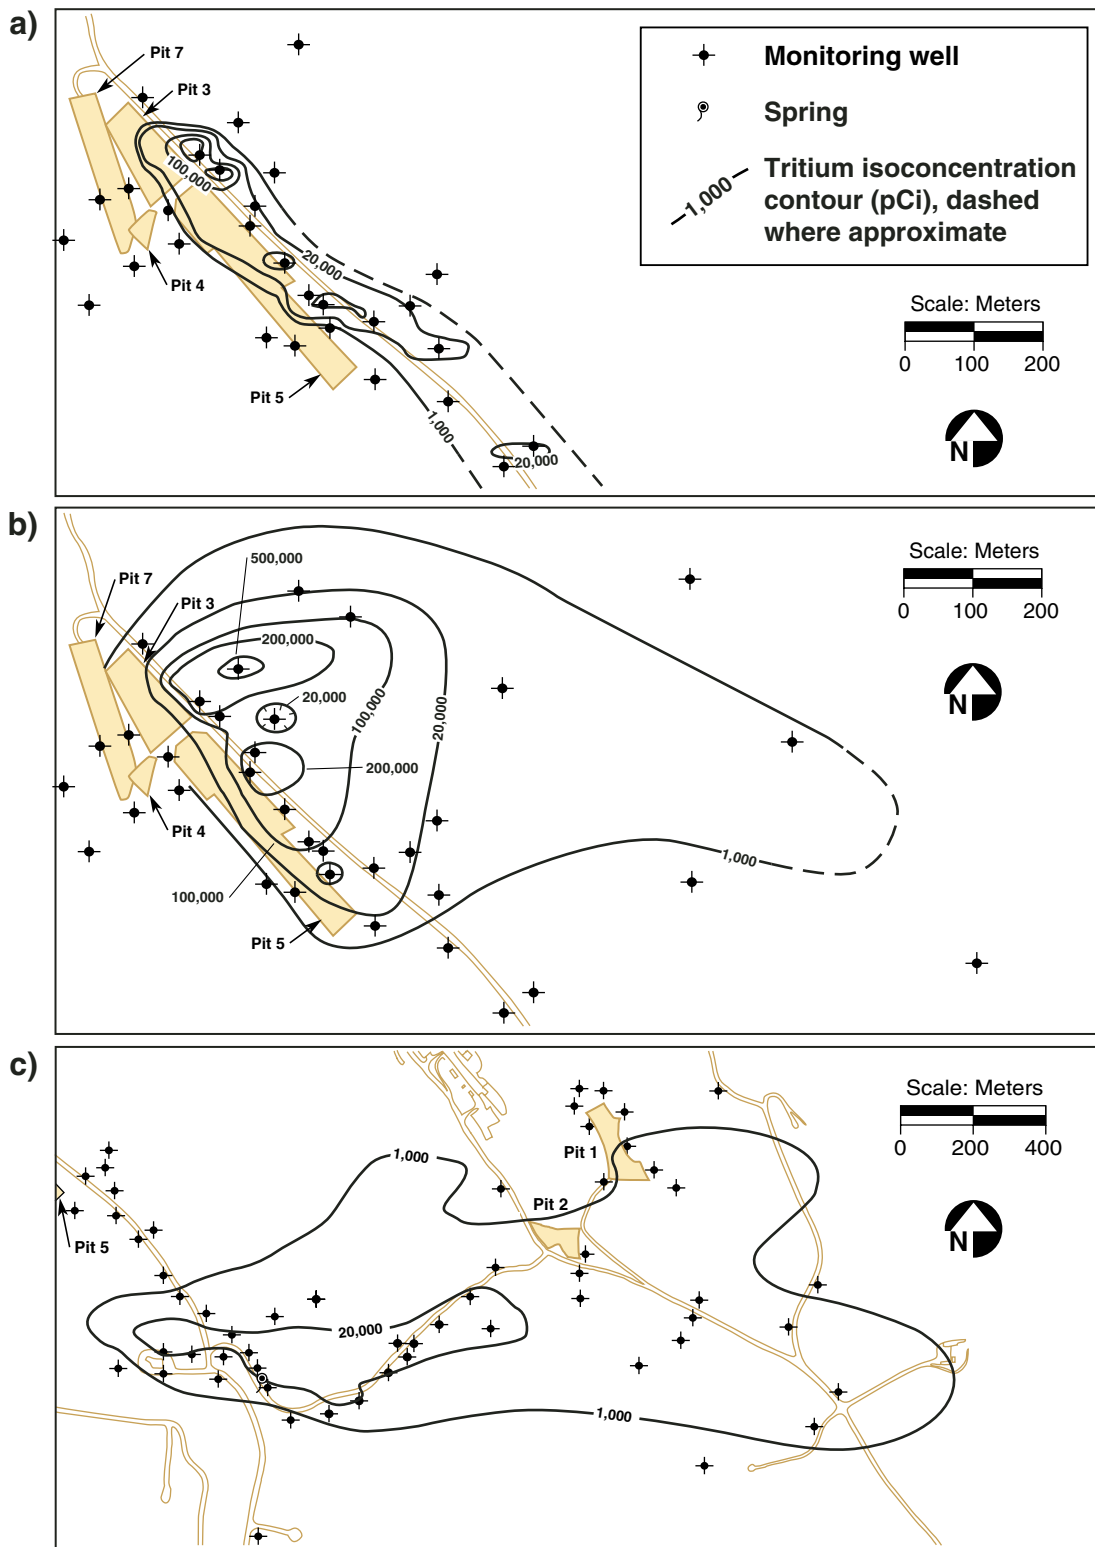 a)
Pit 7
Pit 3
100,000
Pit 4
20,000
Pit 5
1,000
20,000
Monitoring well
Spring
1,000
Tritium isoconcentration
contour (pCi), dashed
where approximate
Scale: Meters
0 100 200
N
b)
Pit 7
500,000
Pit 3
200,000
20,000
100,000
20,000
200,000
Pit 4
100,000
Pit 5
1,000
Scale: Meters
0 100 200
N
c)
1,000
Pit 1
Pit 2
Pit 5
20,000
1,000
Scale: Meters
0 200 400
N